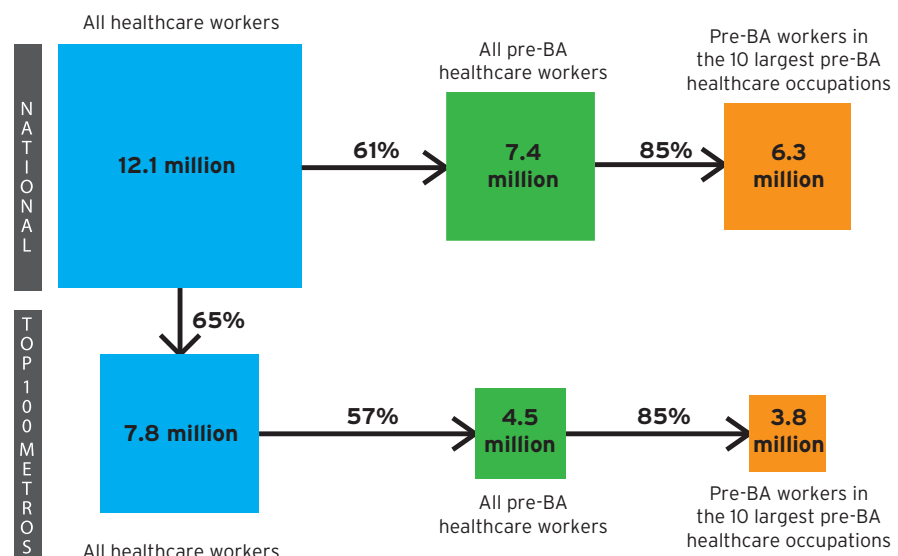 NATIONAL
All healthcare workers
12.1 million
61%
All pre-BA
healthcare workers
7.4
million
85%
Pre-BA workers in
the 10 largest pre-BA
healthcare occupations
6.3
million
65%
TOP 100 METROS
7.8 million
All healthcare workers
57%
4.5
million
All pre-BA
healthcare workers
85%
3.8
million
Pre-BA workers in
the 10 largest pre-BA
healthcare occupations